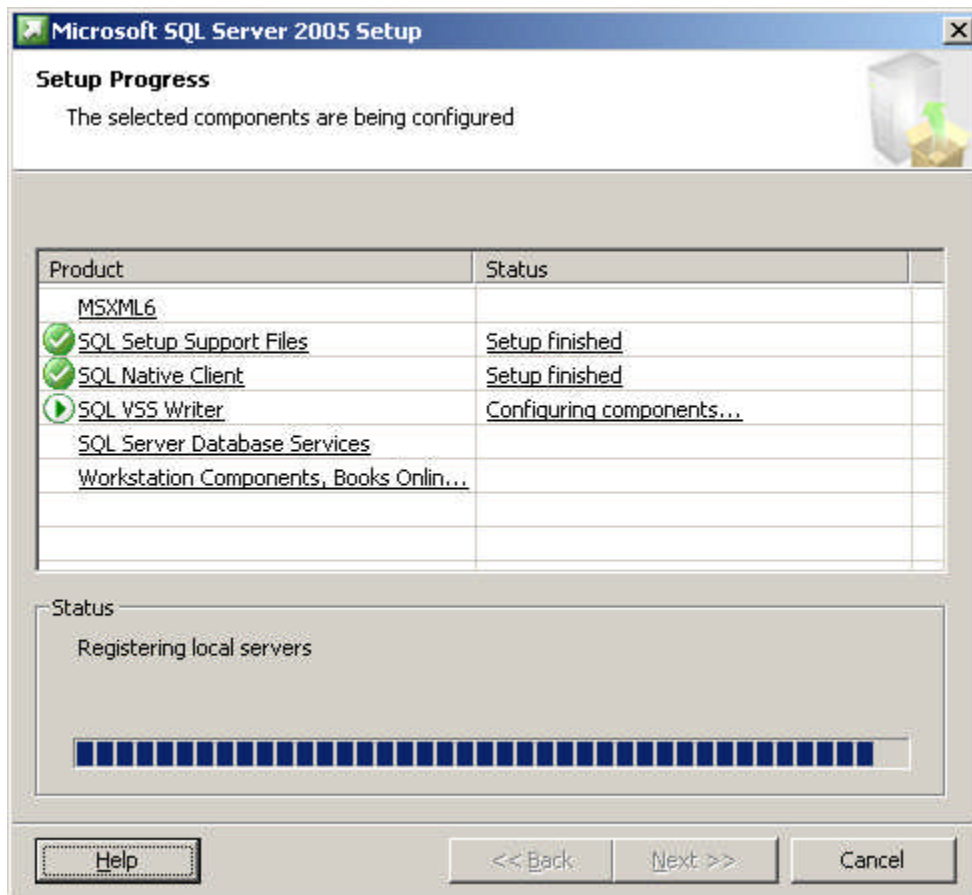 Microsoft SQL Server 2005 Setup
Setup Progress
The selected components are being configured
Product Status
MSXML6
SQL Setup Support Files Setup finished
SQL Native Client Setup finished
SQL VSS Writer Configuring components...
SQL Server Database Services
Workstation Components, Books Onlin...
Status
Registering local servers
Help << Back Next >> Cancel